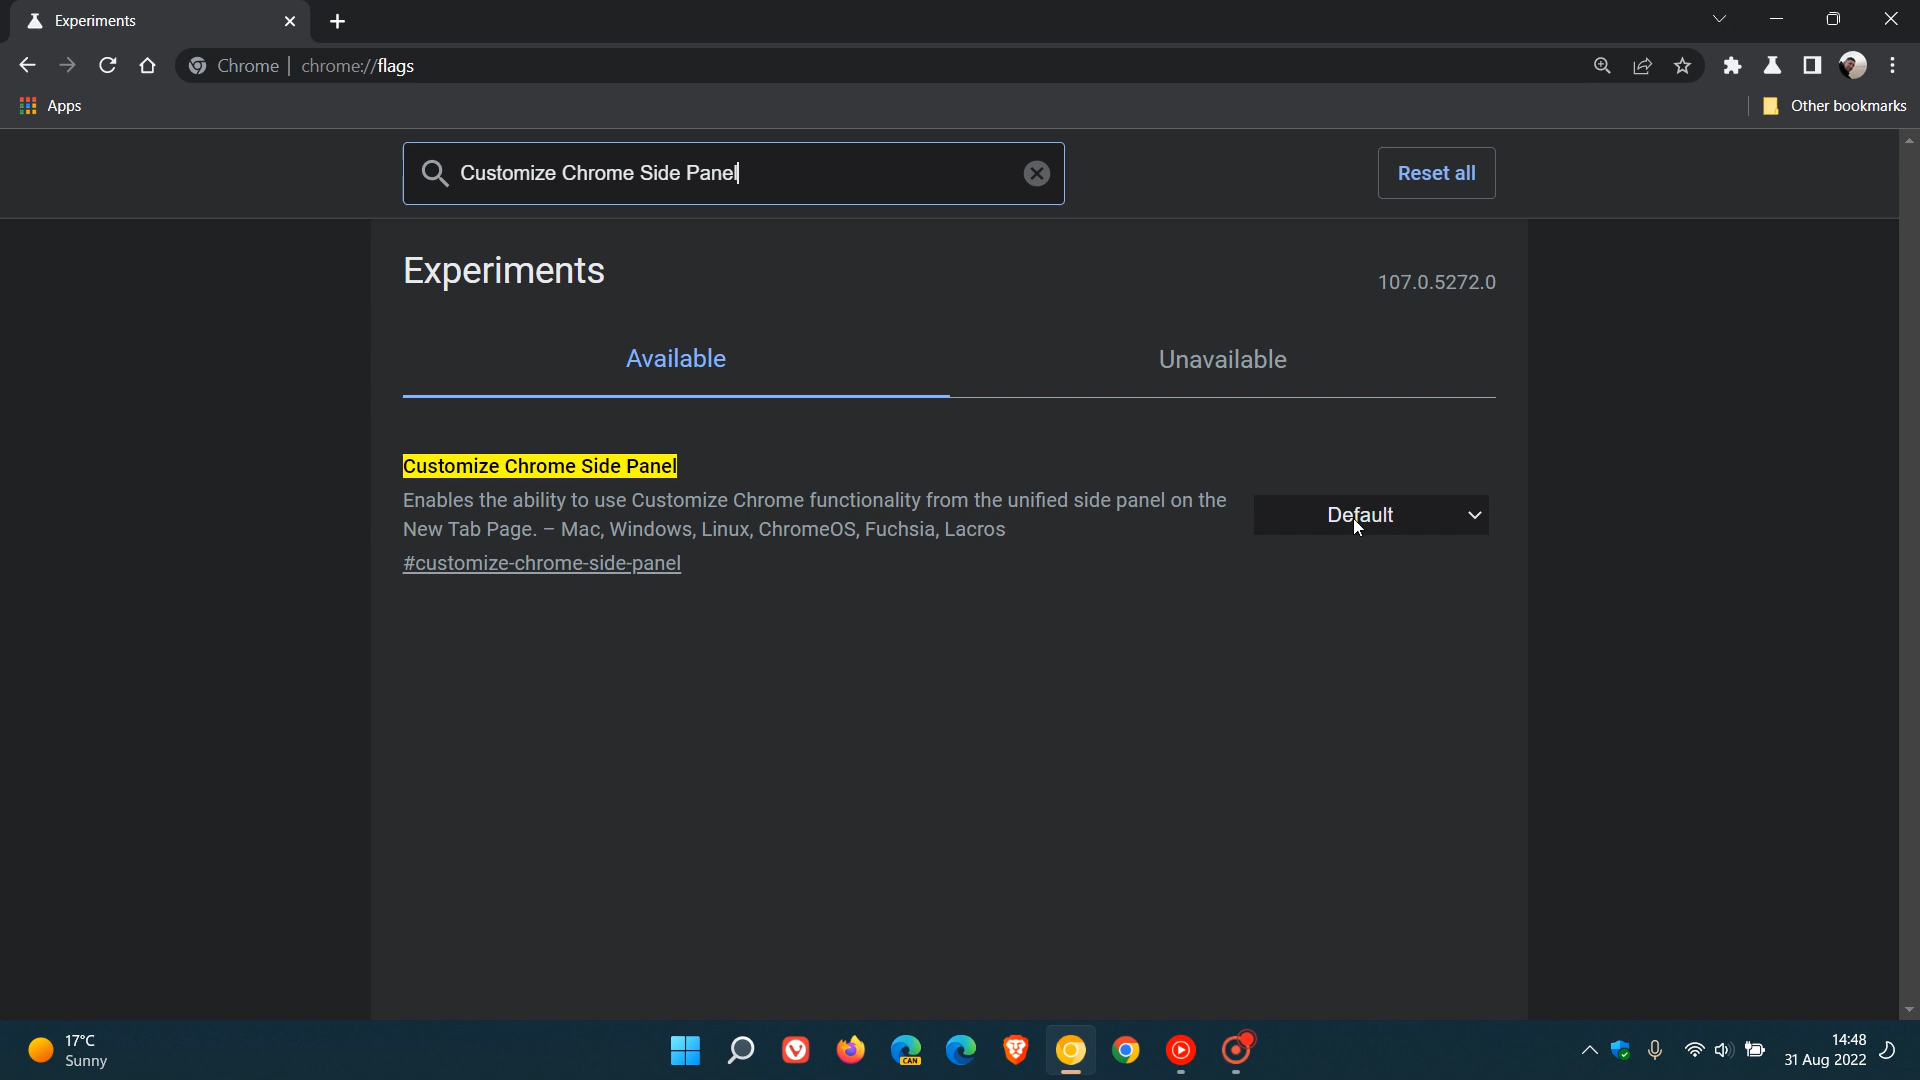 Experiments
Chrome | chrome://flags
Apps
Other bookmarks
Customize Chrome Side Panel
Reset all
Experiments
107.0.5272.0
Available
Unavailable
Customize Chrome Side Panel
Enables the ability to use Customize Chrome functionality from the unified side panel on the
New Tab Page. – Mac, Windows, Linux, ChromeOS, Fuchsia, Lacros
Default
#customize-chrome-side-panel
17°C
Sunny
CAN
14:48
31 Aug 2022